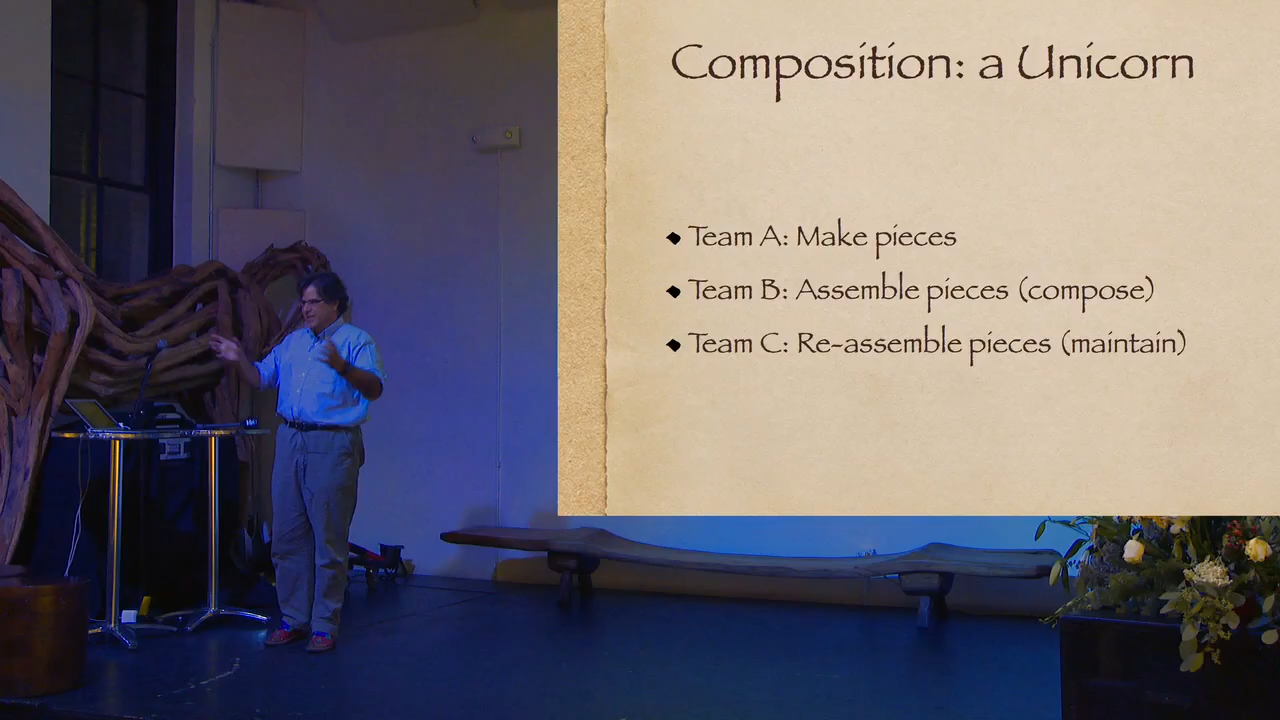 Composition: a Unicorn
Team A: Make pieces
Team B: Assemble pieces (compose)
Team C: Re-assemble pieces (maintain)